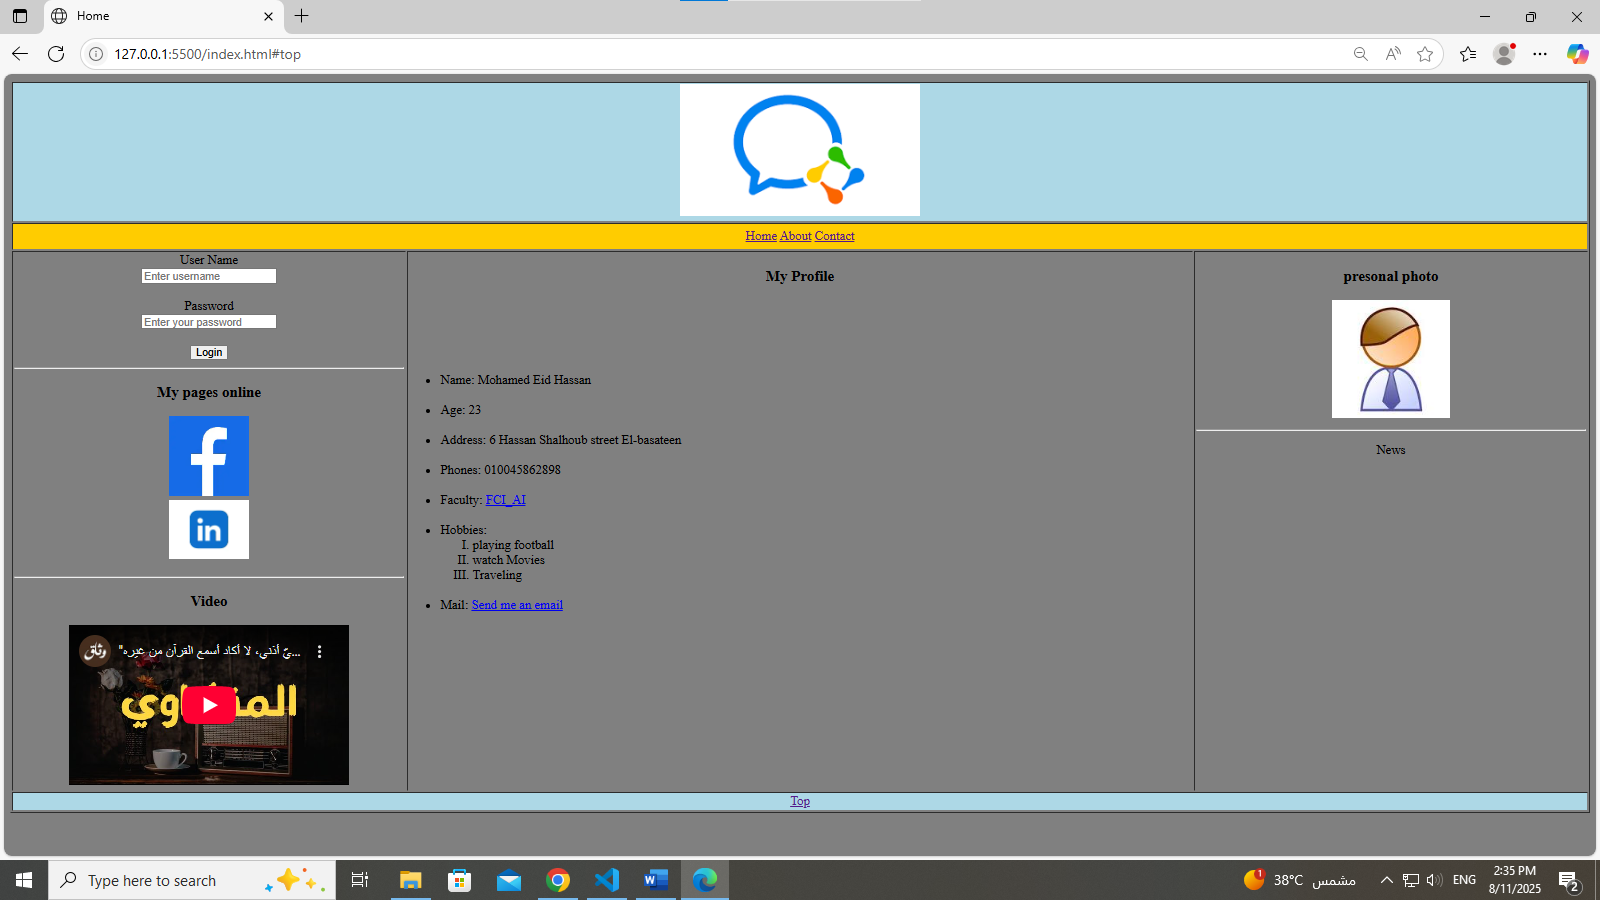 Home
127.0.0.1:5500/index.html#top
Home About Contact
User Name
Enter username
Password
Enter your password
Login
My pages online
f
in
Video
وثاق
"...يّ أذني، لا أكاد أسمع القرآن من غيره
My Profile
Name: Mohamed Eid Hassan
Age: 23
Address: 6 Hassan Shalhoub street El-basateen
Phones: 010045862898
Faculty: FCI_AI
Hobbies:
I. playing football
II. watch Movies
III. Traveling
Mail: Send me an email
presonal photo
News
Top
Type here to search
1
38°C مشمس
ENG
2:35 PM
8/11/2025
2